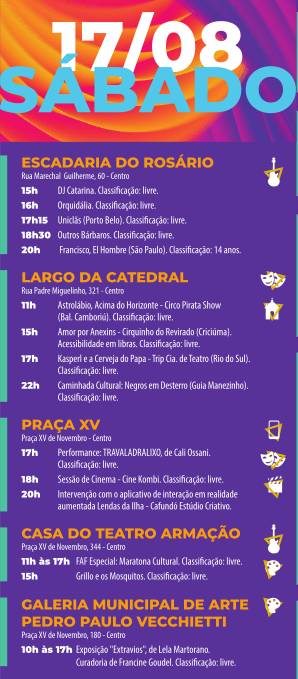 17/08
SÁBADO
ESCADARIA DO ROSÁRIO
Rua Marechal Guilherme, 60 - Centro
15h DJ Catarina. Classificação: livre.
16h Orquidália. Classificação: livre.
17h15 Uniclãs (Porto Belo). Classificação: livre.
18h30 Outros Bárbaros. Classificação: livre.
20h Francisco, El Hombre (São Paulo). Classificação: 14 anos.
LARGO DA CATEDRAL
Rua Padre Miguelinho, 321 - Centro
11h Astrolábio, Acima do Horizonte - Circo Pirata Show
(Bal. Camboriú). Classificação: livre.
15h Amor por Anexins - Cirquinho do Revirado (Criciúma).
Acessibilidade em libras. Classificação: livre.
17h Kasperl e a Cerveja do Papa - Trip Cia. de Teatro (Rio do Sul).
Classificação: livre.
22h Caminhada Cultural: Negros em Desterro (Guia Manezinho).
Classificação: livre.
PRAÇA XV
Praça XV de Novembro - Centro
17h Performance: TRAVALADRALIXO, de Cali Ossani.
Classificação: livre.
18h Sessão de Cinema - Cine Kombi. Classificação: livre.
20h Intervenção com o aplicativo de interação em realidade
aumentada Lendas da Ilha - Cafundó Estúdio Criativo.
CASA DO TEATRO ARMAÇÃO
Praça XV de Novembro, 344 - Centro
11h às 17h FAF Especial: Maratona Cultural. Classificação: livre.
15h Grillo e os Mosquitos. Classificação: livre.
GALERIA MUNICIPAL DE ARTE
PEDRO PAULO VECCHIETTI
Praça XV de Novembro, 180 - Centro
10h às 17h Exposição "Extravios", de Lela Martorano.
Curadoria de Francine Goudel. Classificação: livre.